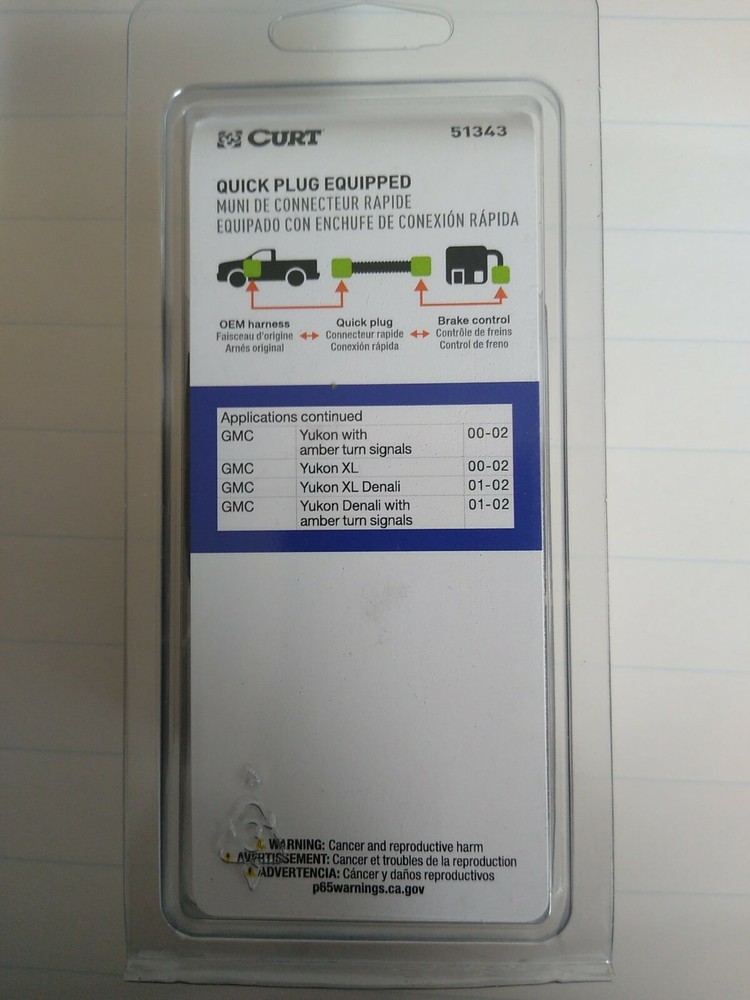 CURT
51343
QUICK PLUG EQUIPPED
MUNI DE CONNECTEUR RAPIDE
EQUIPADO CON ENCHUFE DE CONEXIÓN RÁPIDA
OEM harness
Faisceau d'origine
Arnés original
Quick plug
Connecteur rapide
Conexión rápida
Brake control
Contrôle de freins
Control de freno
Applications continued
GMC Yukon with 00-02
amber turn signals
GMC Yukon XL 00-02
GMC Yukon XL Denali 01-02
GMC Yukon Denali with 01-02
amber turn signals
WARNING: Cancer and reproductive harm
AVERTISSEMENT: Cancer et troubles de la reproduction
ADVERTENCIA: Cáncer y daños reproductivos
p65warnings.ca.gov